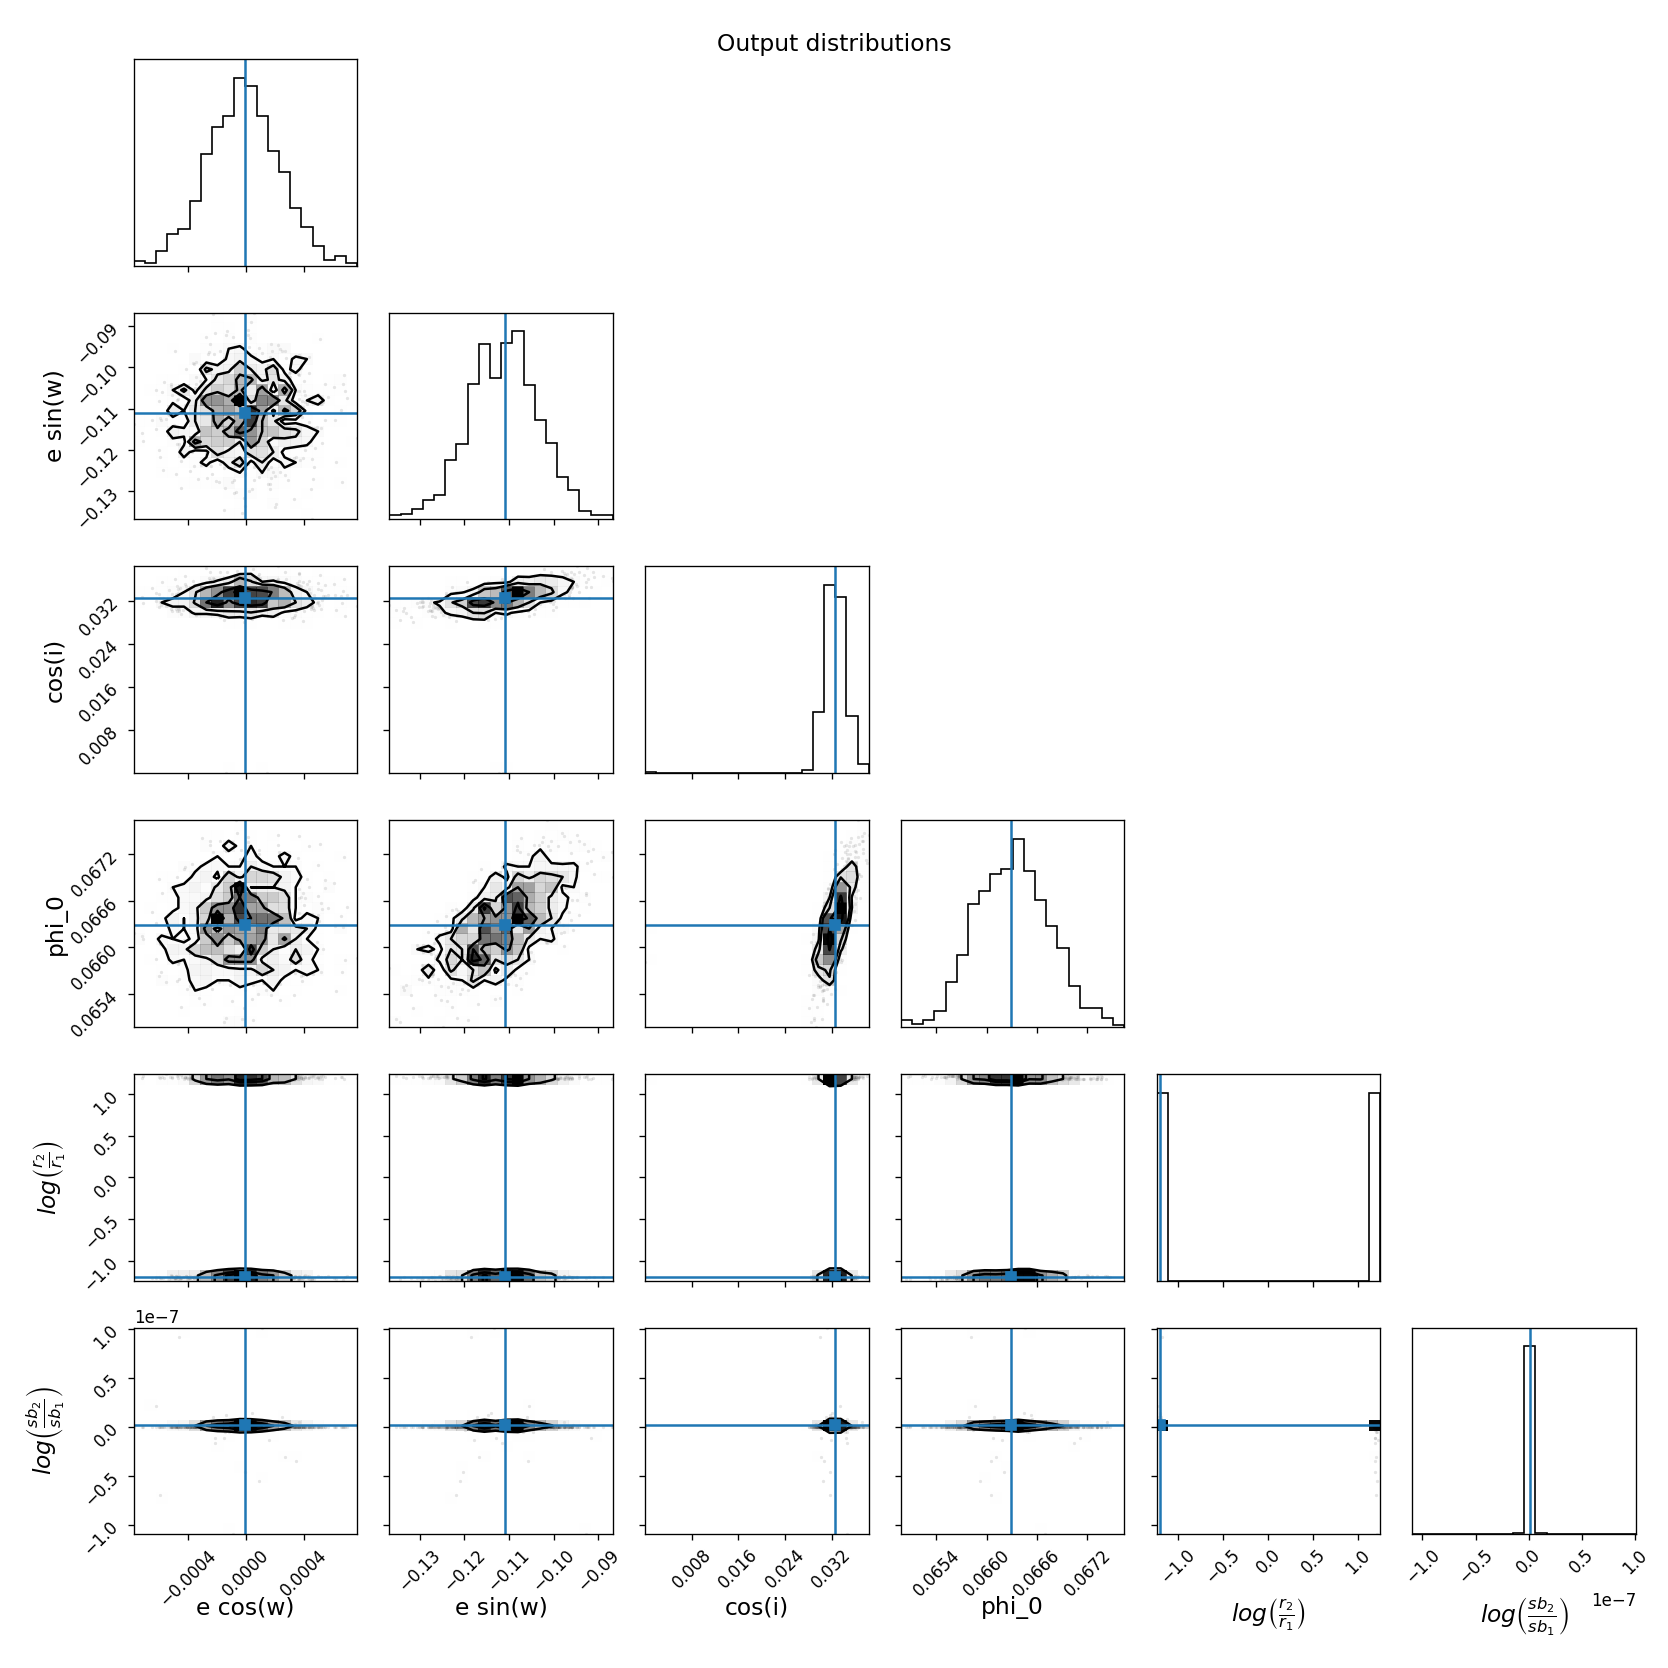 Output distributions
e sin(w)
−0.09
−0.10
−0.11
−0.12
−0.13
cos(i)
0.032
0.024
0.016
0.008
phi_0
0.0672
0.0666
0.0660
0.0654
log(r2/r1)
1.0
0.5
0.0
−0.5
−1.0
1e−7
log(sb2/sb1)
1.0
0.5
0.0
−0.5
−1.0
−0.0004 0.0000 0.0004
−0.13 −0.12 −0.11 −0.10 −0.09
0.008 0.016 0.024 0.032
0.0654 0.0660 0.0666 0.0672
−1.0 −0.5 0.0 0.5 1.0
−1.0 −0.5 0.0 0.5 1.0
1e−7
e cos(w) e sin(w) cos(i) phi_0 log(r2/r1) log(sb2/sb1)